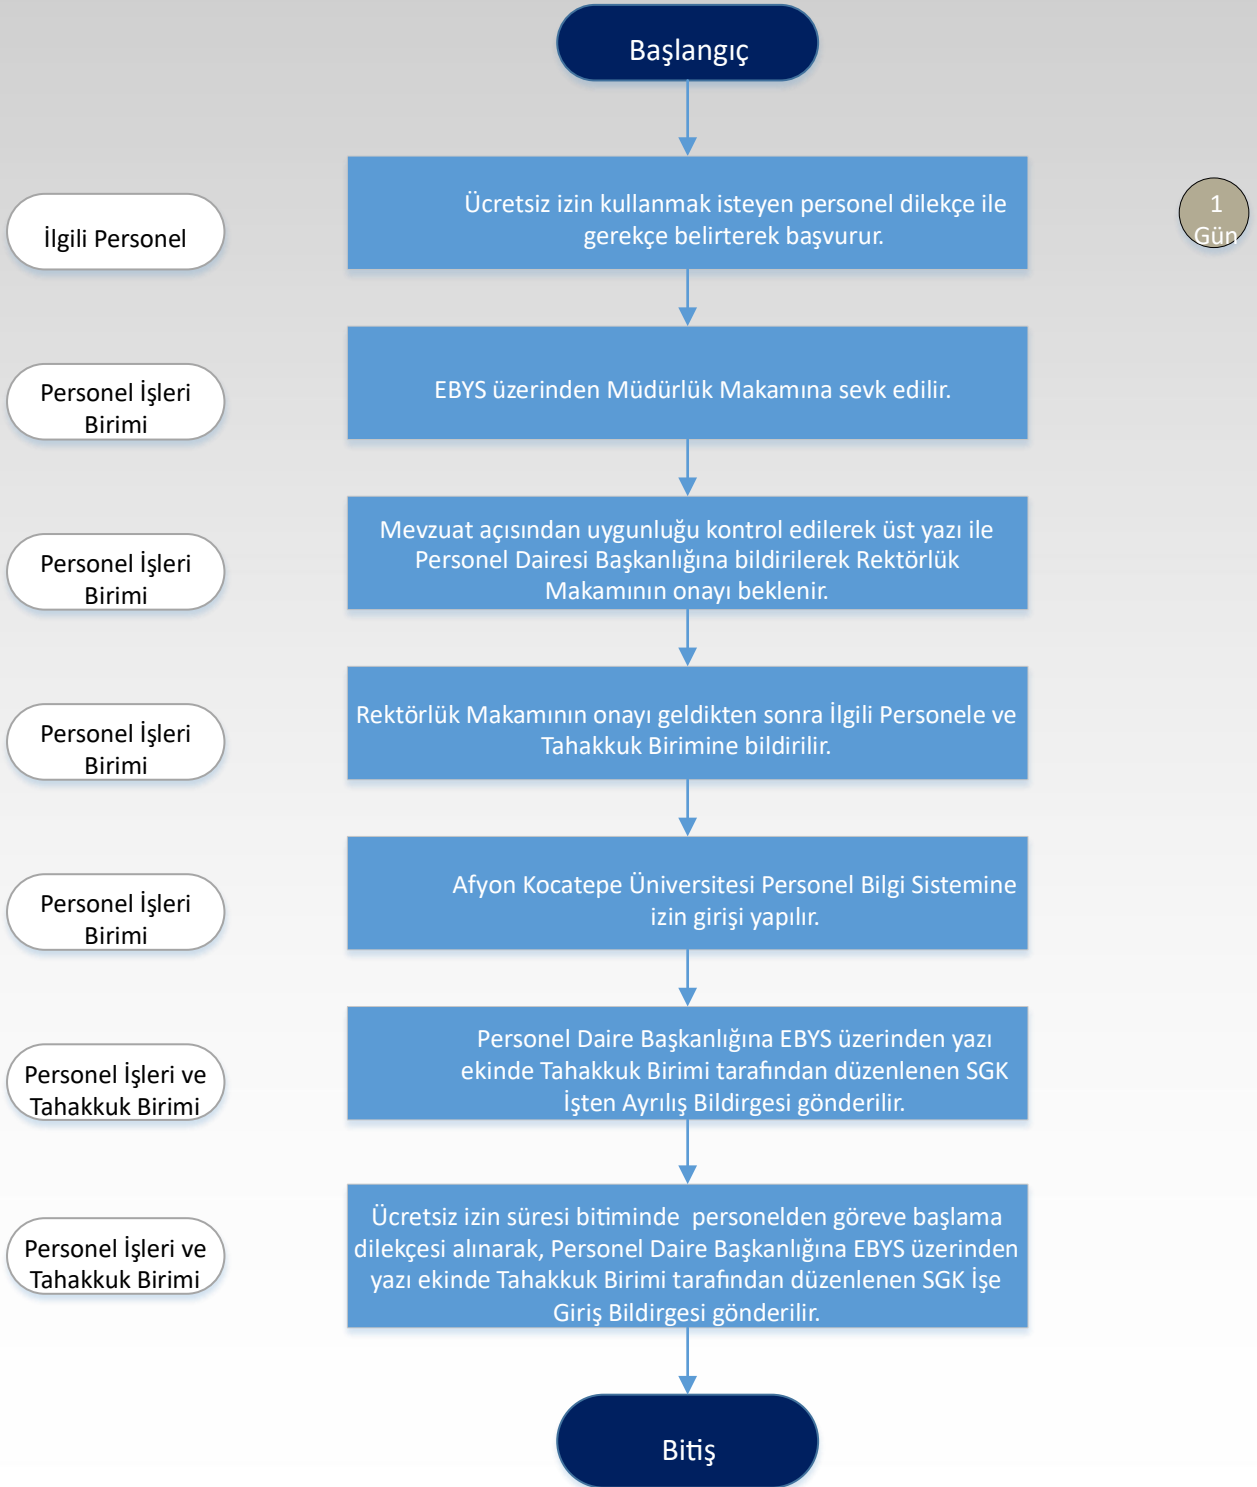 Başlangıç
İlgili Personel
Ücretsiz izin kullanmak isteyen personel dilekçe ile
gerekçe belirterek başvurur.
1
Gün
Personel İşleri
Birimi
EBYS üzerinden Müdürlük Makamına sevk edilir.
Personel İşleri
Birimi
Mevzuat açısından uygunluğu kontrol edilerek üst yazı ile
Personel Dairesi Başkanlığına bildirilerek Rektörlük
Makamının onayı beklenir.
Personel İşleri
Birimi
Rektörlük Makamının onayı geldikten sonra İlgili Personele ve
Tahakkuk Birimine bildirilir.
Personel İşleri
Birimi
Afyon Kocatepe Üniversitesi Personel Bilgi Sistemine
izin girişi yapılır.
Personel İşleri ve
Tahakkuk Birimi
Personel Daire Başkanlığına EBYS üzerinden yazı
ekinde Tahakkuk Birimi tarafından düzenlenen SGK
İşten Ayrılış Bildirgesi gönderilir.
Personel İşleri ve
Tahakkuk Birimi
Ücretsiz izin süresi bitiminde  personelden göreve başlama
dilekçesi alınarak, Personel Daire Başkanlığına EBYS üzerinden
yazı ekinde Tahakkuk Birimi tarafından düzenlenen SGK İşe
Giriş Bildirgesi gönderilir.
Bitiş